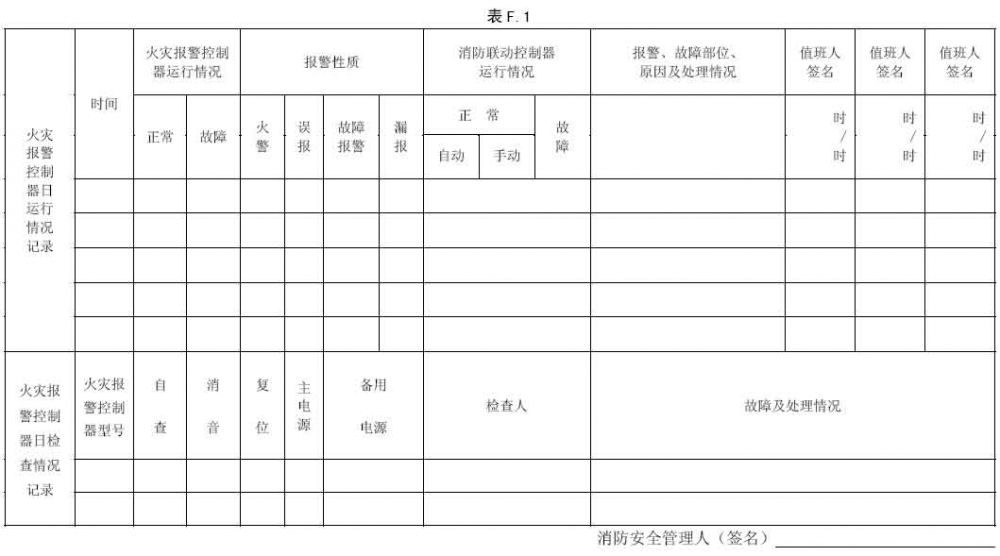 表 F.1
火灾报警控制
器运行情况
报警性质
消防联动控制器
运行情况
报警、故障部位、
原因及处理情况
值班人
签名
值班人
签名
值班人
签名
火灾
报警
控制
器日
运行
情况
记录
时间
正常
故障
火
警
误
报
故障
报警
漏
报
正 常
自动
手动
故
障
时
/
时
时
/
时
时
/
时
火灾报
警控制
器日检
查情况
记录
火灾报
警控制
器型号
自
查
消
音
复
位
主
电
源
备用
电源
检查人
故障及处理情况
消防安全管理人（签名）